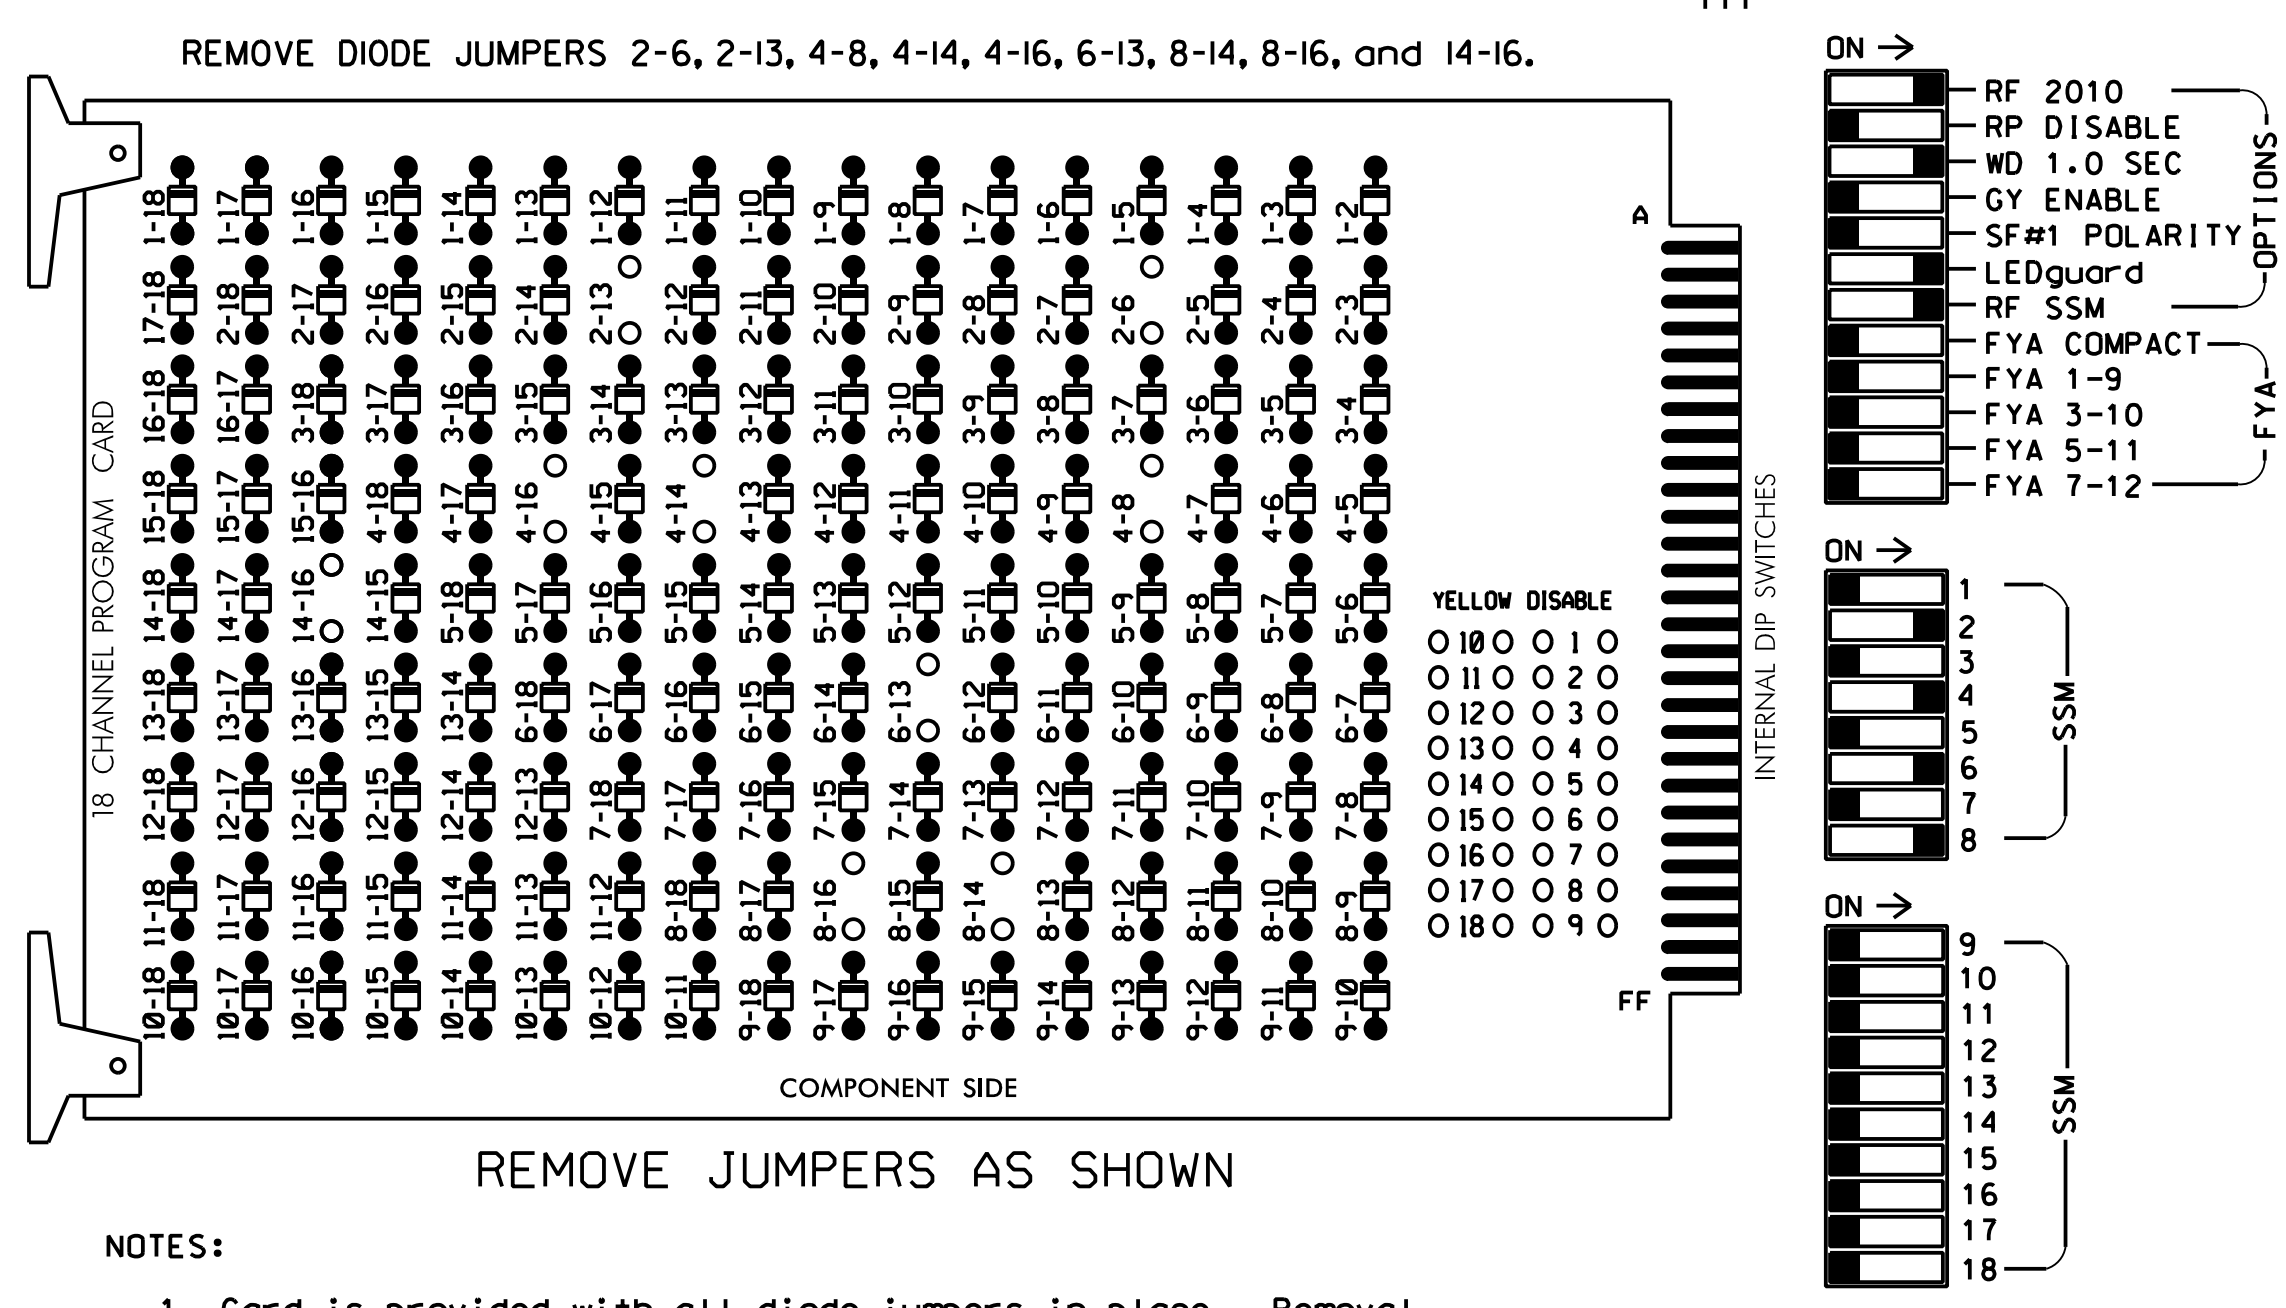 REMOVE DIODE JUMPERS 2-6, 2-13, 4-8, 4-14, 4-16, 6-13, 8-14, 8-16, and 14-16.
18 CHANNEL PROGRAM CARD
1-18 1-17 1-16 1-15 1-14 1-13 1-12 1-11 1-10 1-9 1-8 1-7 1-6 1-5 1-4 1-3 1-2
17-18 2-18 2-17 2-16 2-15 2-14 2-13 2-12 2-11 2-10 2-9 2-8 2-7 2-6 2-5 2-4 2-3
16-18 16-17 3-18 3-17 3-16 3-15 3-14 3-13 3-12 3-11 3-10 3-9 3-8 3-7 3-6 3-5 3-4
15-18 15-17 15-16 4-18 4-17 4-16 4-15 4-14 4-13 4-12 4-11 4-10 4-9 4-8 4-7 4-6 4-5
14-18 14-17 14-16 14-15 5-18 5-17 5-16 5-15 5-14 5-13 5-12 5-11 5-10 5-9 5-8 5-7 5-6
13-18 13-17 13-16 13-15 13-14 6-18 6-17 6-16 6-15 6-14 6-13 6-12 6-11 6-10 6-9 6-8 6-7
12-18 12-17 12-16 12-15 12-14 12-13 7-18 7-17 7-16 7-15 7-14 7-13 7-12 7-11 7-10 7-9 7-8
11-18 11-17 11-16 11-15 11-14 11-13 11-12 8-18 8-17 8-16 8-15 8-14 8-13 8-12 8-11 8-10 8-9
10-18 10-17 10-16 10-15 10-14 10-13 10-12 10-11 9-18 9-17 9-16 9-15 9-14 9-13 9-12 9-11 9-10
YELLOW DISABLE
10 1
11 2
12 3
13 4
14 5
15 6
16 7
17 8
18 9
A
FF
COMPONENT SIDE
INTERNAL DIP SWITCHES
ON
RF 2010
RP DISABLE
WD 1.0 SEC
GY ENABLE
SF#1 POLARITY
LEDguard
RF SSM
OPTIONS
FYA COMPACT
FYA 1-9
FYA 3-10
FYA 5-11
FYA 7-12
FYA
ON
1
2
3
4
5
6
7
8
SSM
ON
9
10
11
12
13
14
15
16
17
18
SSM
REMOVE JUMPERS AS SHOWN
NOTES:
1. Card is provided with all diode jumpers in place. Removal